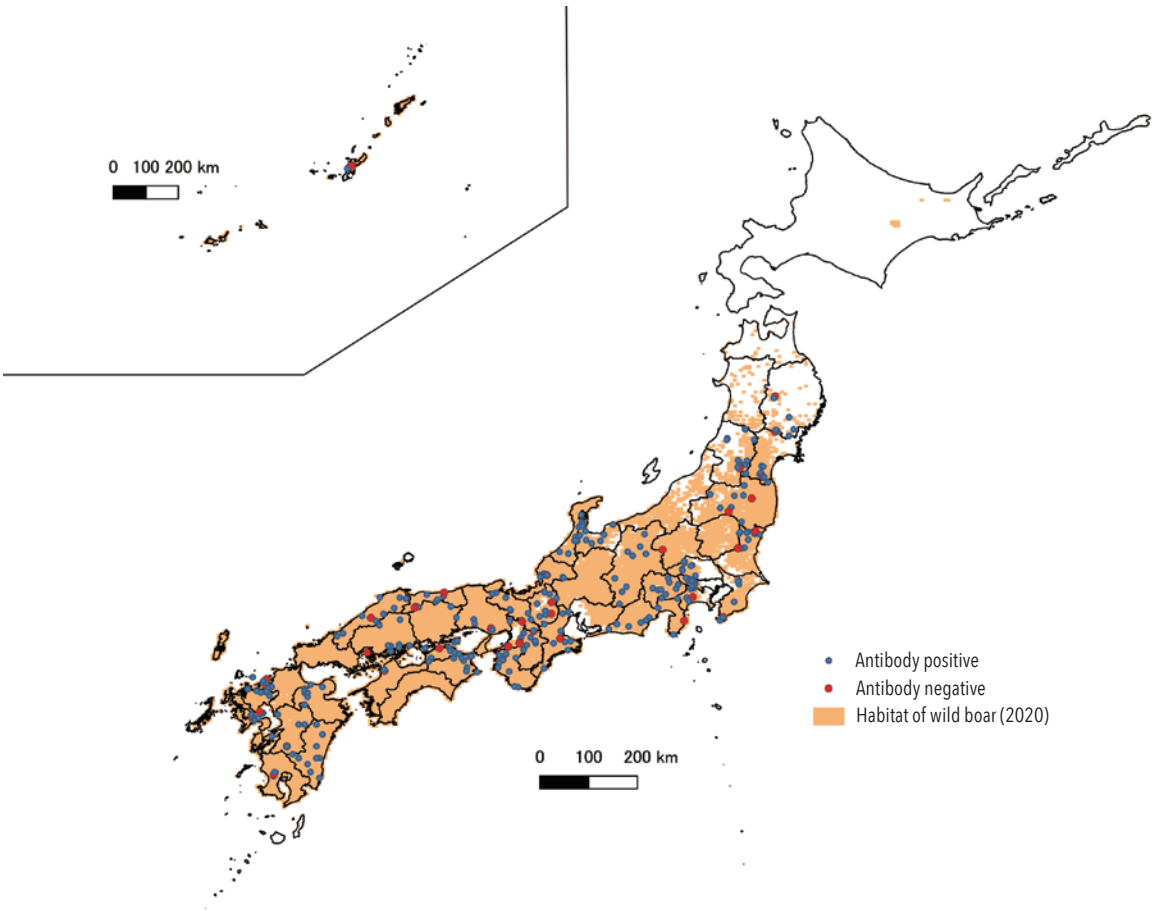 0 100 200 km
Antibody positive
Antibody negative
Habitat of wild boar (2020)
0 100 200 km